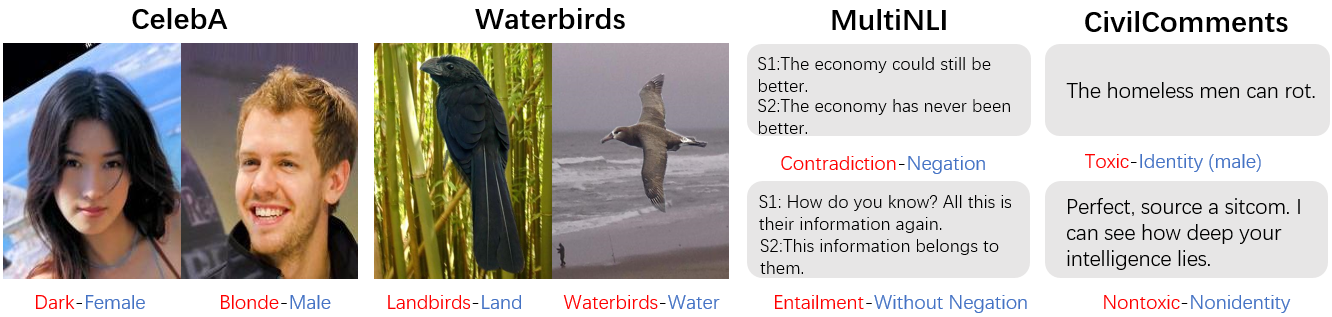 CelebA
Waterbirds
MultiNLI
CivilComments
Dark-Female
Blonde-Male
Landbirds-Land
Waterbirds-Water
S1:The economy could still be
better.
S2:The economy has never been
better.
Contradiction-Negation
S1: How do you know? All this is
their information again.
S2:This information belongs to
them.
Entailment-Without Negation
The homeless men can rot.
Toxic-Identity (male)
Perfect, source a sitcom. I
can see how deep your
intelligence lies.
Nontoxic-Nonidentity